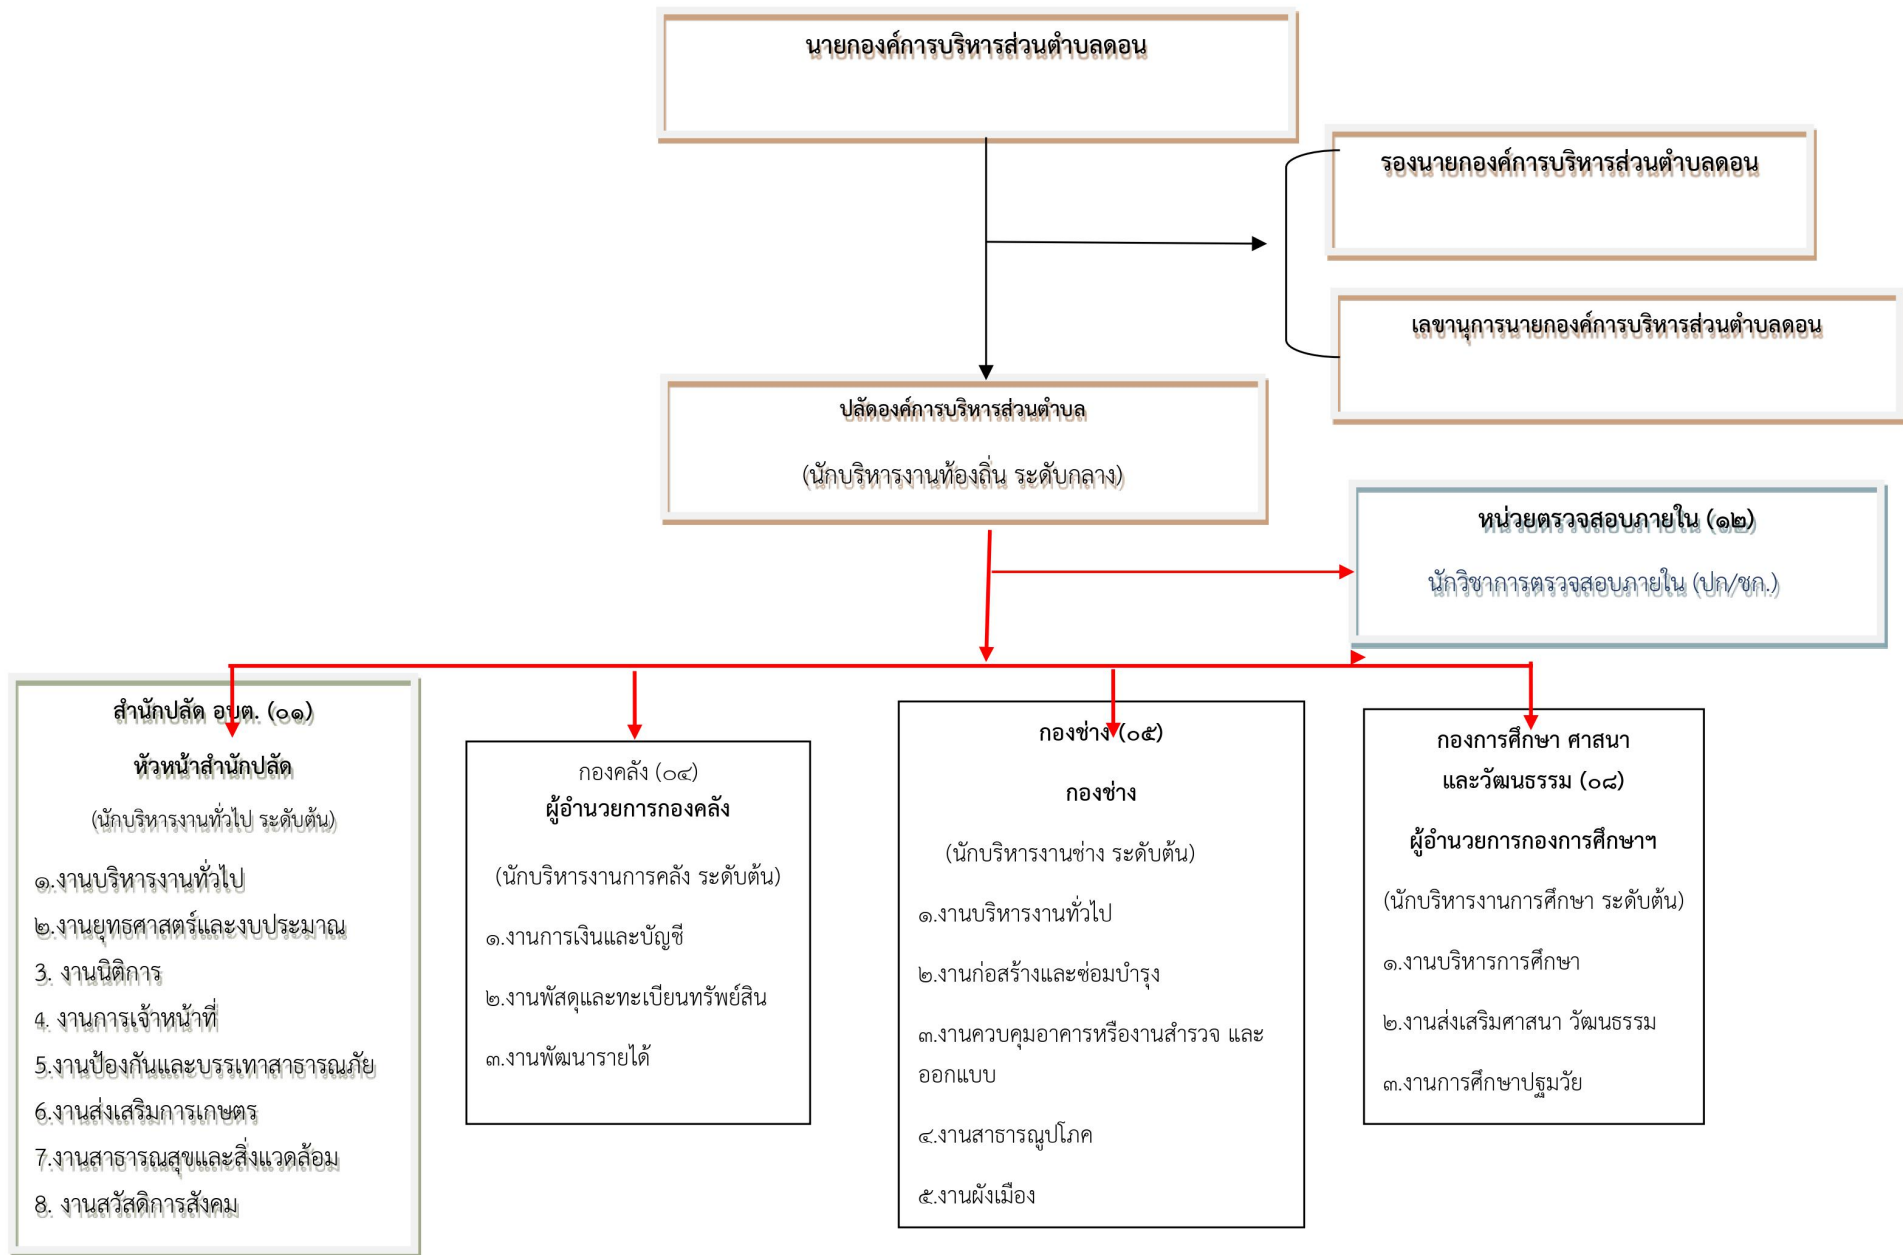 นายกองค์การบริหารส่วนตำบลดอน
รองนายกองค์การบริหารส่วนตำบลดอน
เลขานุการนายกองค์การบริหารส่วนตำบลดอน
ปลัดองค์การบริหารส่วนตำบล
(นักบริหารงานท้องถิ่น ระดับกลาง)
หน่วยตรวจสอบภายใน (๑๒)
นักวิชาการตรวจสอบภายใน (ปก/ชก.)
สำนักปลัด อบต. (๐๑)
หัวหน้าสำนักปลัด
(นักบริหารงานทั่วไป ระดับต้น)
๑.งานบริหารงานทั่วไป
๒.งานยุทธศาสตร์และงบประมาณ
3. งานนิติการ
4. งานการเจ้าหน้าที่
5.งานป้องกันและบรรเทาสาธารณภัย
6.งานส่งเสริมการเกษตร
7.งานสาธารณสุขและสิ่งแวดล้อม
8. งานสวัสดิการสังคม
กองคลัง (๐๔)
ผู้อำนวยการกองคลัง
(นักบริหารงานการคลัง ระดับต้น)
๑.งานการเงินและบัญชี
๒.งานพัสดุและทะเบียนทรัพย์สิน
๓.งานพัฒนารายได้
กองช่าง (๐๕)
กองช่าง
(นักบริหารงานช่าง ระดับต้น)
๑.งานบริหารงานทั่วไป
๒.งานก่อสร้างและซ่อมบำรุง
๓.งานควบคุมอาคารหรืองานสำรวจ และ
ออกแบบ
๔.งานสาธารณูปโภค
๕.งานผังเมือง
กองการศึกษา ศาสนา
และวัฒนธรรม (๐๘)
ผู้อำนวยการกองการศึกษาฯ
(นักบริหารงานการศึกษา ระดับต้น)
๑.งานบริหารการศึกษา
๒.งานส่งเสริมศาสนา วัฒนธรรม
๓.งานการศึกษาปฐมวัย